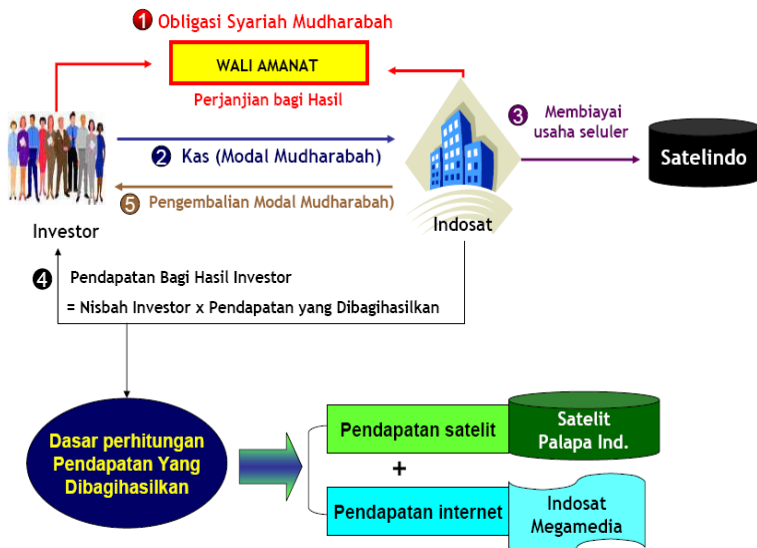 1 Obligasi Syariah Mudharabah
WALI AMANAT
Perjanjian bagi Hasil
3 Membiayai
usaha seluler
Satelindo
2 Kas (Modal Mudharabah)
5 Pengembalian Modal Mudharabah)
Investor
Indosat
4 Pendapatan Bagi Hasil Investor
= Nisbah Investor x Pendapatan yang Dibagihasilkan
Dasar perhitungan
Pendapatan Yang
Dibagihasilkan
Pendapatan satelit
Satelit
Palapa Ind.
+
Pendapatan internet
Indosat
Megamedia